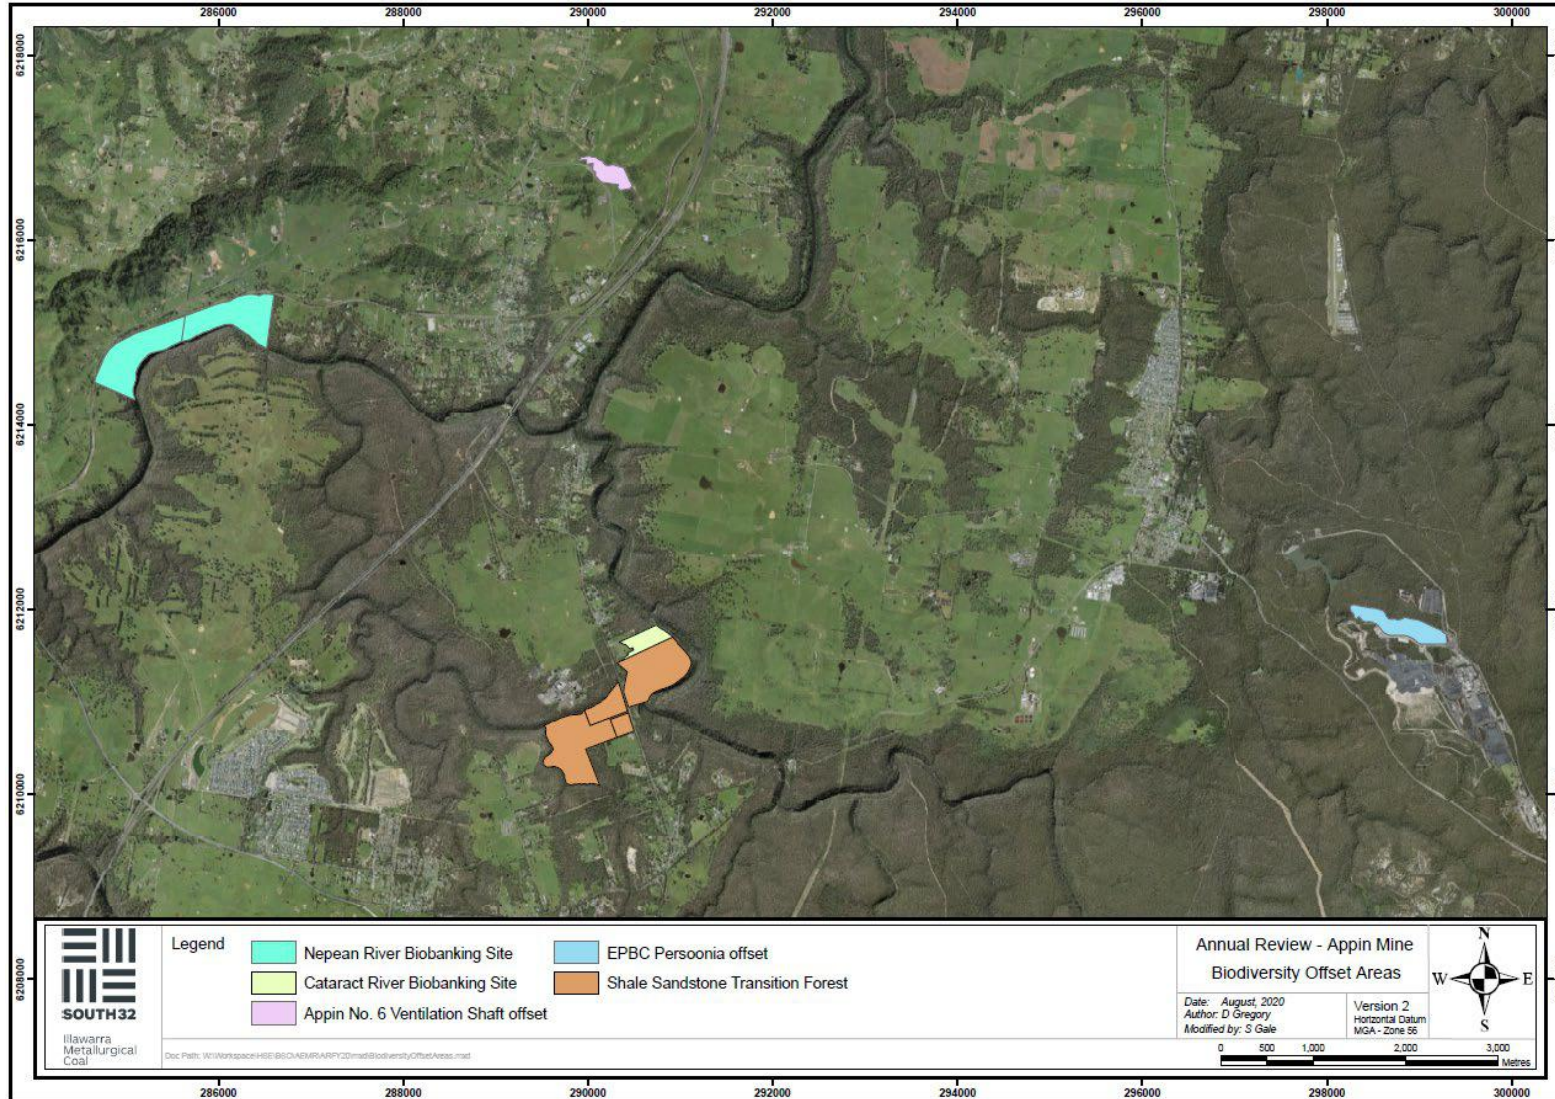 286000 288000 290000 292000 294000 296000 298000 300000
6218000
6216000
6214000
6212000
6210000
6208000
SOUTH32
Illawarra
Metallurgical
Coal
Legend
Nepean River Biobanking Site
Cataract River Biobanking Site
Appin No. 6 Ventilation Shaft offset
EPBC Persoonia offset
Shale Sandstone Transition Forest
Annual Review - Appin Mine
Biodiversity Offset Areas
Date: August, 2020
Author: D Gregory
Modified by: S Gale
Version 2
Horizontal Datum
MGA - Zone 56
N
W E
S
0 500 1,000 2,000 3,000
Metres
286000 288000 290000 292000 294000 296000 298000 300000